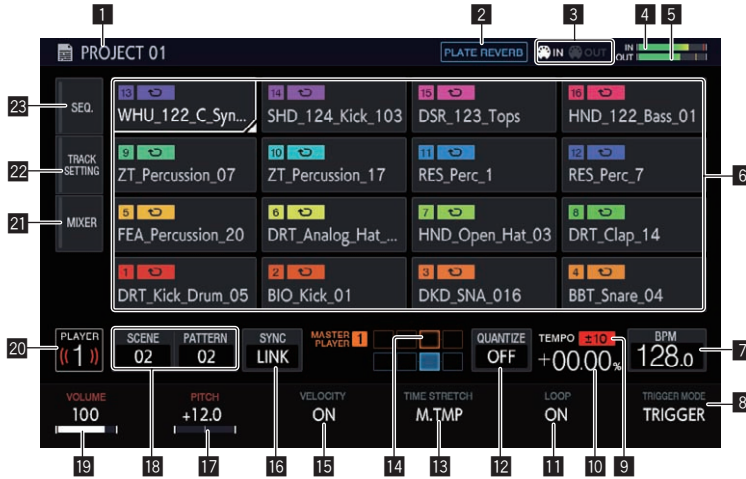 1 2 3 4 5
PROJECT 01 PLATE REVERB IN OUT IN
OUT
23 SEQ. 13 14 15 16
WHU_122_C_Syn... SHD_124_Kick_103 DSR_123_Tops HND_122_Bass_01
22 TRACK SETTING 9 10 11 12 6
ZT_Percussion_07 ZT_Percussion_17 RES_Perc_1 RES_Perc_7
21 MIXER 5 6 7 8
FEA_Percussion_20 DRT_Analog_Hat_... HND_Open_Hat_03 DRT_Clap_14
1 2 3 4
DRT_Kick_Drum_05 BIO_Kick_01 DKD_SNA_016 BBT_Snare_04
20 PLAYER SCENE PATTERN SYNC MASTER PLAYER 1 QUANTIZE TEMPO ±10 BPM
1 02 02 LINK OFF +00.00% 128.0 7
VOLUME PITCH VELOCITY TIME STRETCH LOOP TRIGGER MODE 8
100 +12.0 ON M.TMP ON TRIGGER
19 18 17 16 15 14 13 12 11 10 9